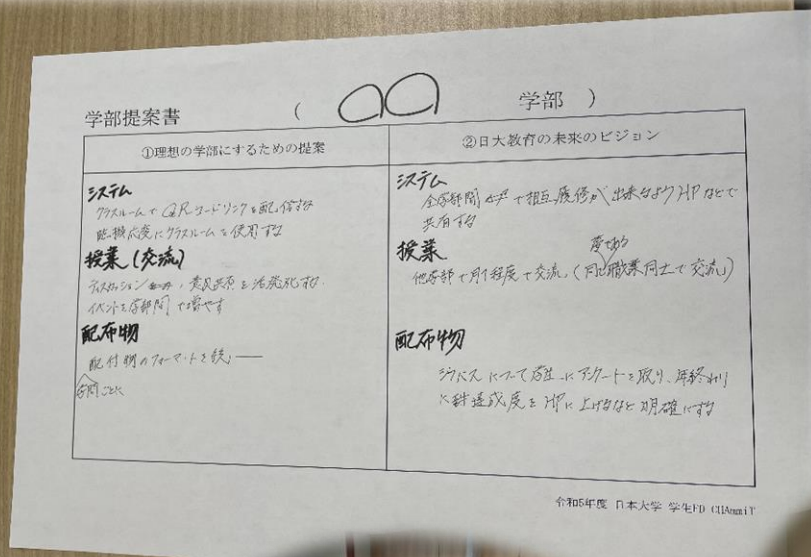 学部提案書 ( aa 学部 )
①理想の学部にするための提案
システム
クラスルームでQRコードリンクを配信する
にクラスルームを使用する
授業(交流)
ディスカッション 意見共有を活発化する
イベントを学部間で増やす
配布物
配付物のフォーマットを統一
学部ごとに
②日大教育の未来のビジョン
システム
全学部間 で相互履修が出来るようHPなどで
共有する
授業
他学部で月1程度で交流。(同じ職業同士で交流)
夢である
配布物
シラバスについて学生にアンケートを取り、年終わり
に 達成度をHPに上げるなど明確にする
令和5年度 日本大学 学生FD CHAmmiT